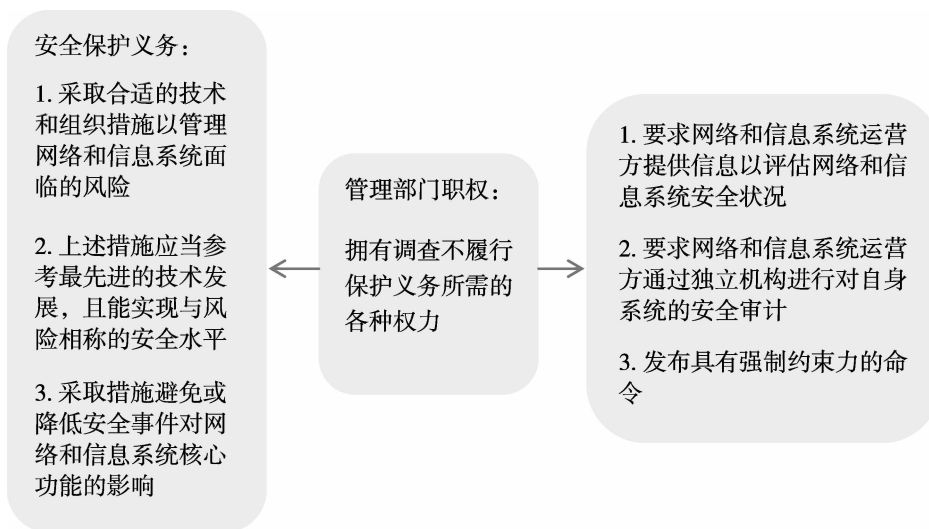 安全保护义务：
1. 采取合适的技术
和组织措施以管理
网络和信息系统面
临的风险
2. 上述措施应当参
考最先进的技术发
展，且能实现与风
险相称的安全水平
3. 采取措施避免或
降低安全事件对网
络和信息系统核心
功能的影响
管理部门职权：
拥有调查不履行
保护义务所需的
各种权力
1. 要求网络和信息系统运营
方提供信息以评估网络和信
息系统安全状况
2. 要求网络和信息系统运营
方通过独立机构进行对自身
系统的安全审计
3. 发布具有强制约束力的命
令